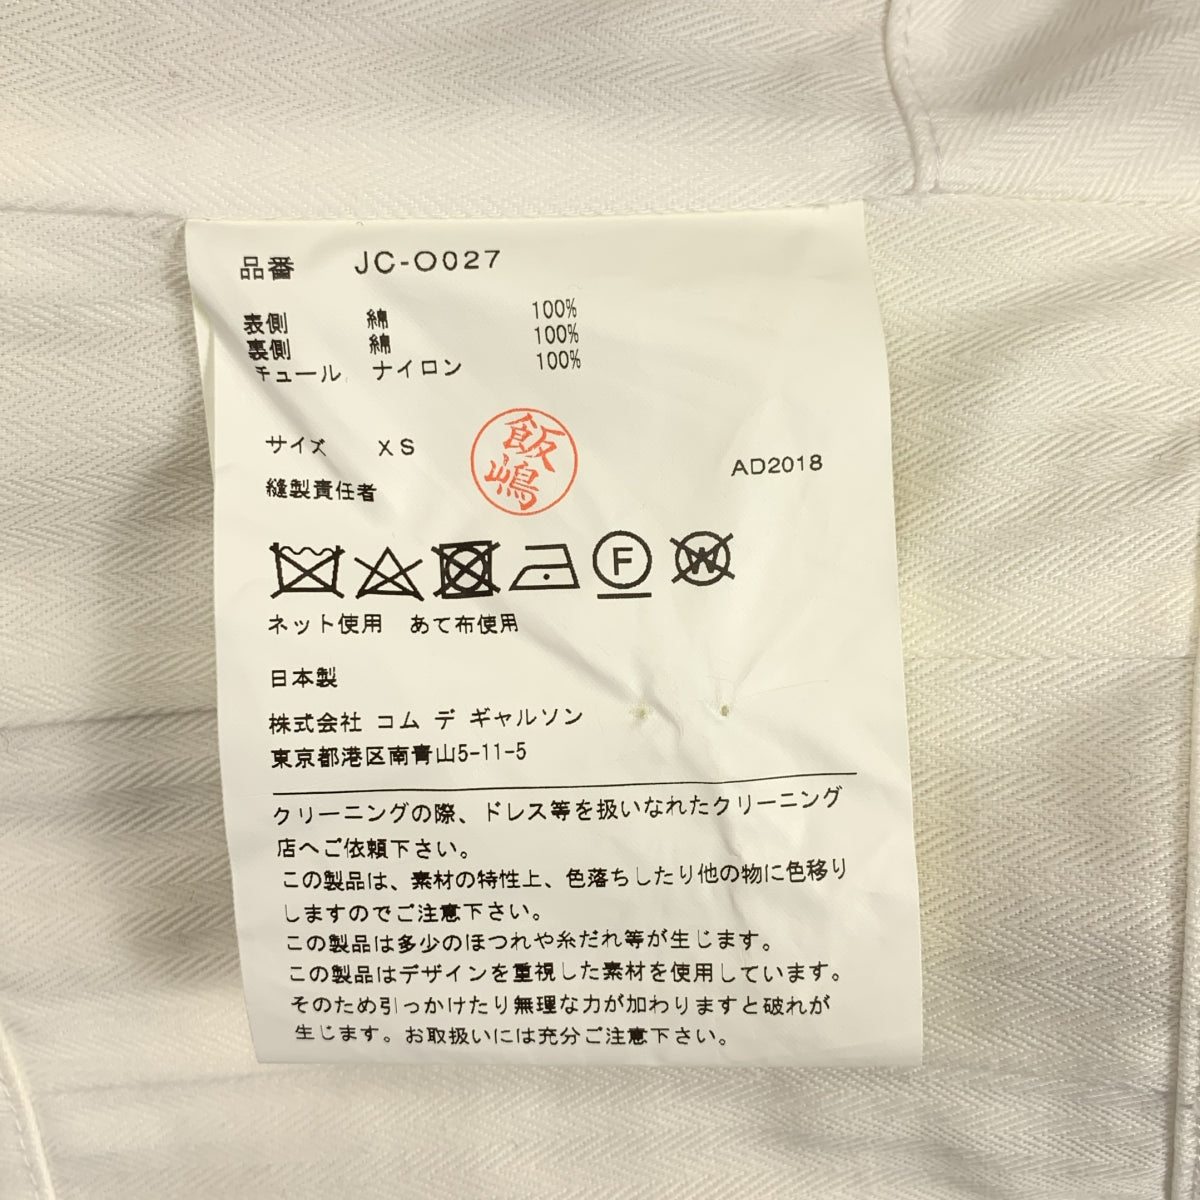 品番 JC-O027
表側 綿 100%
裏側 綿 100%
チュール ナイロン 100%
サイズ XS
飯嶋
AD2018
縫製責任者
F W
ネット使用 あて布使用
日本製
株式会社 コム デ ギャルソン
東京都港区南青山5-11-5
クリーニングの際、ドレス等を扱いなれたクリーニング
店へご依頼下さい。
この製品は、素材の特性上、色落ちしたり他の物に色移り
しますのでご注意下さい。
この製品は多少のほつれや糸だれ等が生じます。
この製品はデザインを重視した素材を使用しています。
そのため引っかけたり無理な力が加わりますと破れが
生じます。お取扱いには充分ご注意下さい。